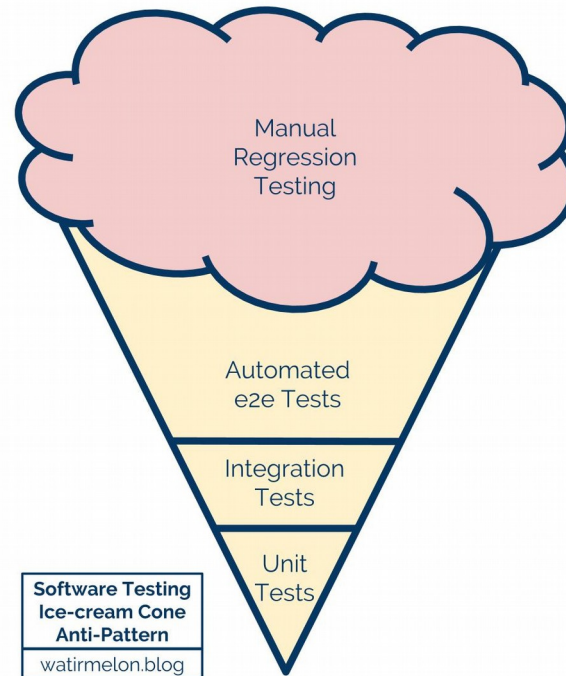 Manual
Regression
Testing
Automated
e2e Tests
Integration
Tests
Unit
Tests
Software Testing
Ice-cream Cone
Anti-Pattern
watirmelon.blog